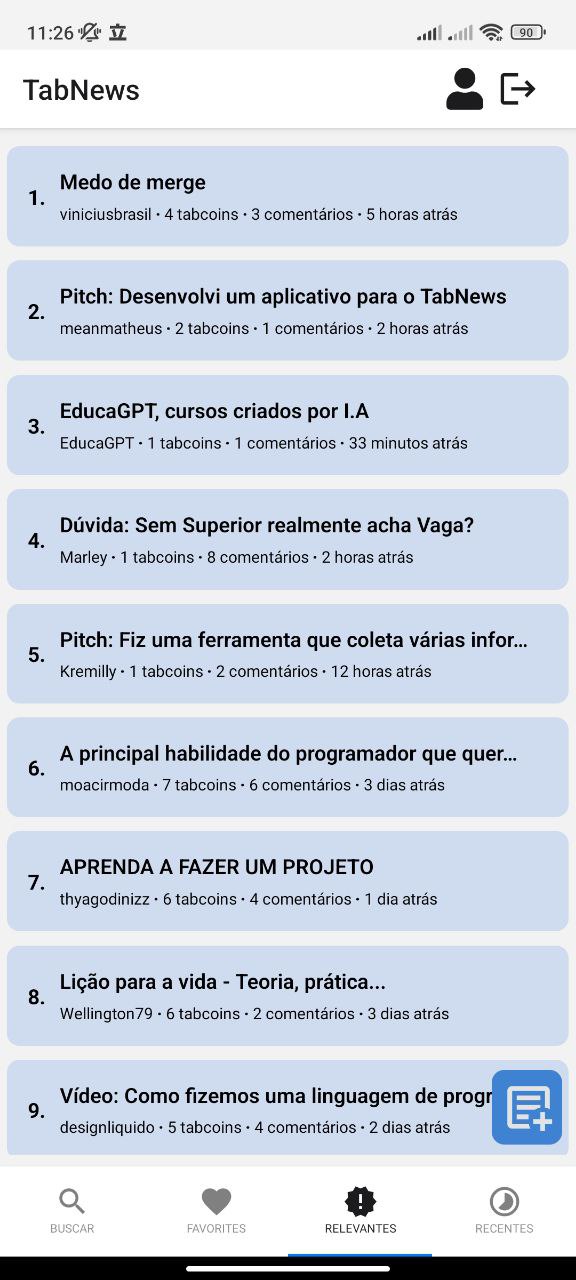 11:26
90
TabNews
1.
Medo de merge
viniciusbrasil • 4 tabcoins • 3 comentários • 5 horas atrás
2.
Pitch: Desenvolvi um aplicativo para o TabNews
meanmatheus • 2 tabcoins • 1 comentários • 2 horas atrás
3.
EducaGPT, cursos criados por I.A
EducaGPT • 1 tabcoins • 1 comentários • 33 minutos atrás
4.
Dúvida: Sem Superior realmente acha Vaga?
Marley • 1 tabcoins • 8 comentários • 2 horas atrás
5.
Pitch: Fiz uma ferramenta que coleta várias infor...
Kremilly • 1 tabcoins • 2 comentários • 12 horas atrás
6.
A principal habilidade do programador que quer...
moacirmoda • 7 tabcoins • 6 comentários • 3 dias atrás
7.
APRENDA A FAZER UM PROJETO
thyagodinizz • 6 tabcoins • 4 comentários • 1 dia atrás
8.
Lição para a vida - Teoria, prática...
Wellington79 • 6 tabcoins • 2 comentários • 3 dias atrás
9.
Vídeo: Como fizemos uma linguagem de progr
designliquido • 5 tabcoins • 4 comentários • 2 dias atrás
BUSCAR
FAVORITES
RELEVANTES
RECENTES